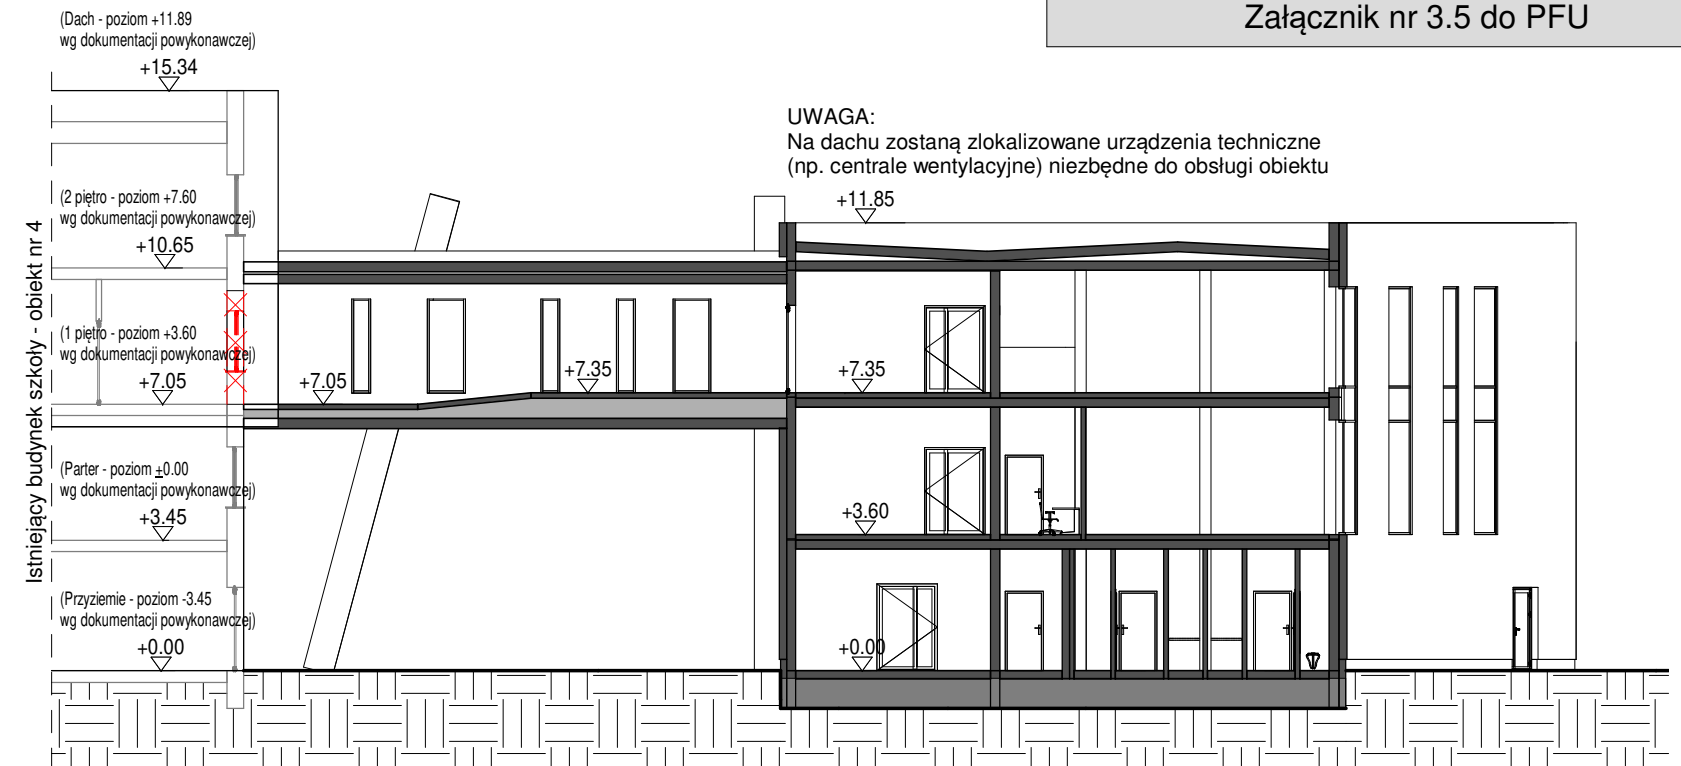 Załącznik nr 3.5 do PFU
(Dach - poziom +11.89
wg dokumentacji powykonawczej)
+15.34
UWAGA:
Na dachu zostaną zlokalizowane urządzenia techniczne
(np. centrale wentylacyjne) niezbędne do obsługi obiektu
+11.85
(2 piętro - poziom +7.60
wg dokumentacji powykonawczej)
+10.65
Istniejący budynek szkoły - obiekt nr 4
(1 piętro - poziom +3.60
wg dokumentacji powykonawczej)
+7.05
+7.05
+7.35
+7.35
(Parter - poziom ±0.00
wg dokumentacji powykonawczej)
+3.45
+3.60
(Przyziemie - poziom -3.45
wg dokumentacji powykonawczej)
+0.00
+0.00